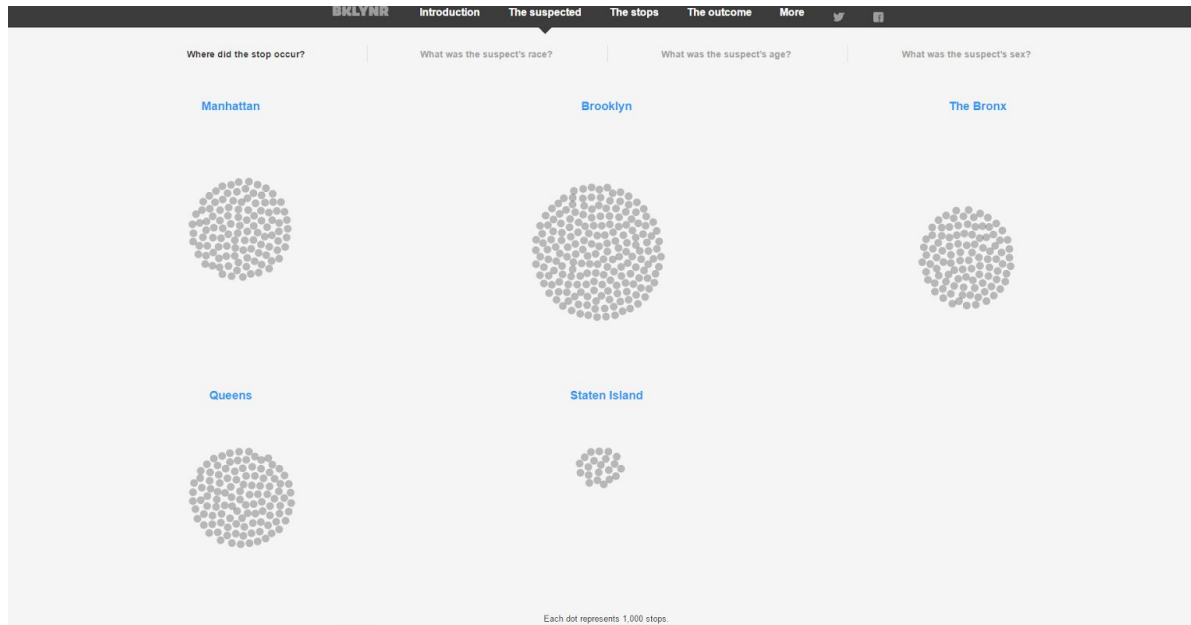 BKLYNR Introduction The suspected The stops The outcome More
Where did the stop occur? What was the suspect's race? What was the suspect's age? What was the suspect's sex?
Manhattan Brooklyn The Bronx
Queens Staten Island
Each dot represents 1,000 stops.